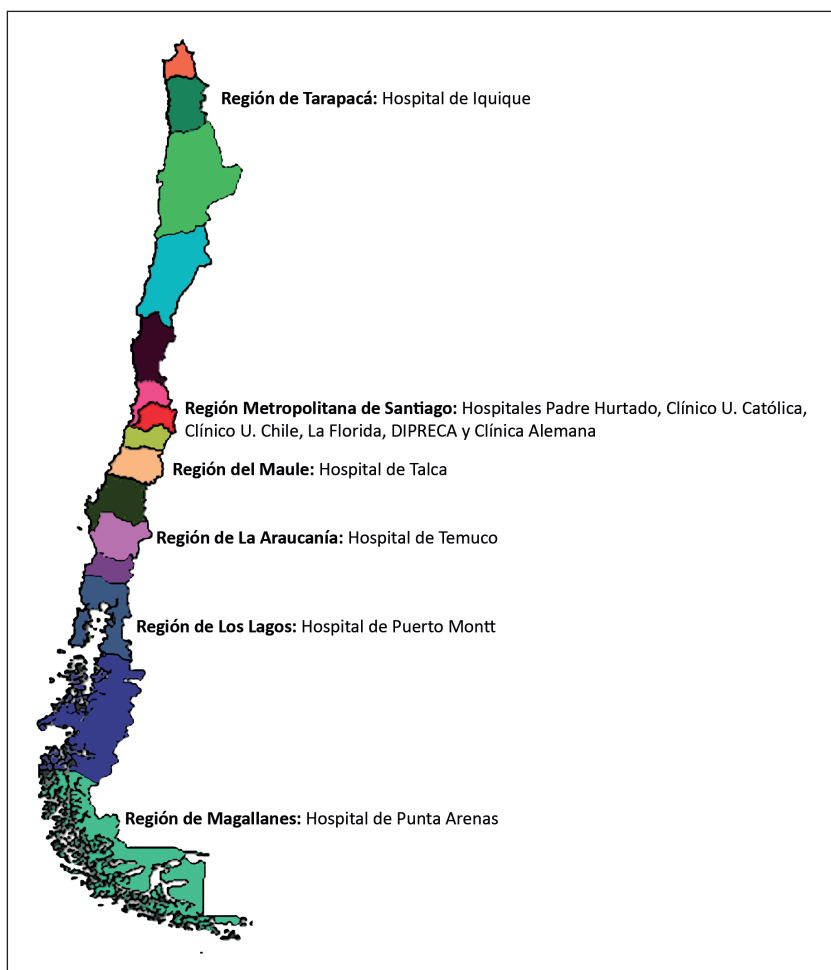 Región de Tarapacá: Hospital de Iquique
Región Metropolitana de Santiago: Hospitales Padre Hurtado, Clínico U. Católica,
Clínico U. Chile, La Florida, DIPRECA y Clínica Alemana
Región del Maule: Hospital de Talca
Región de La Araucanía: Hospital de Temuco
Región de Los Lagos: Hospital de Puerto Montt
Región de Magallanes: Hospital de Punta Arenas